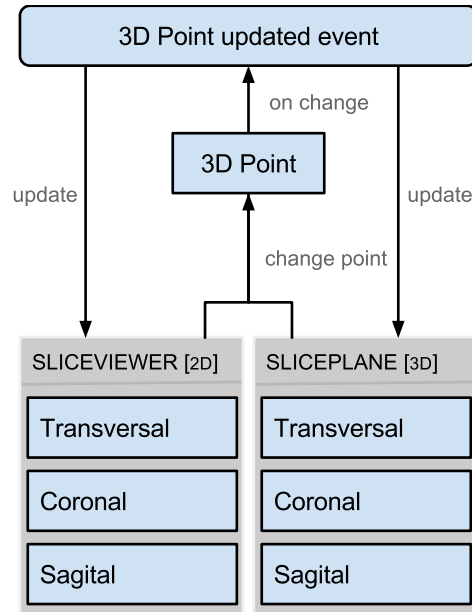 3D Point updated event
on change
3D Point
update
update
change point
SLICEVIEWER [2D]
SLICEPLANE [3D]
Transversal
Transversal
Coronal
Coronal
Sagital
Sagital